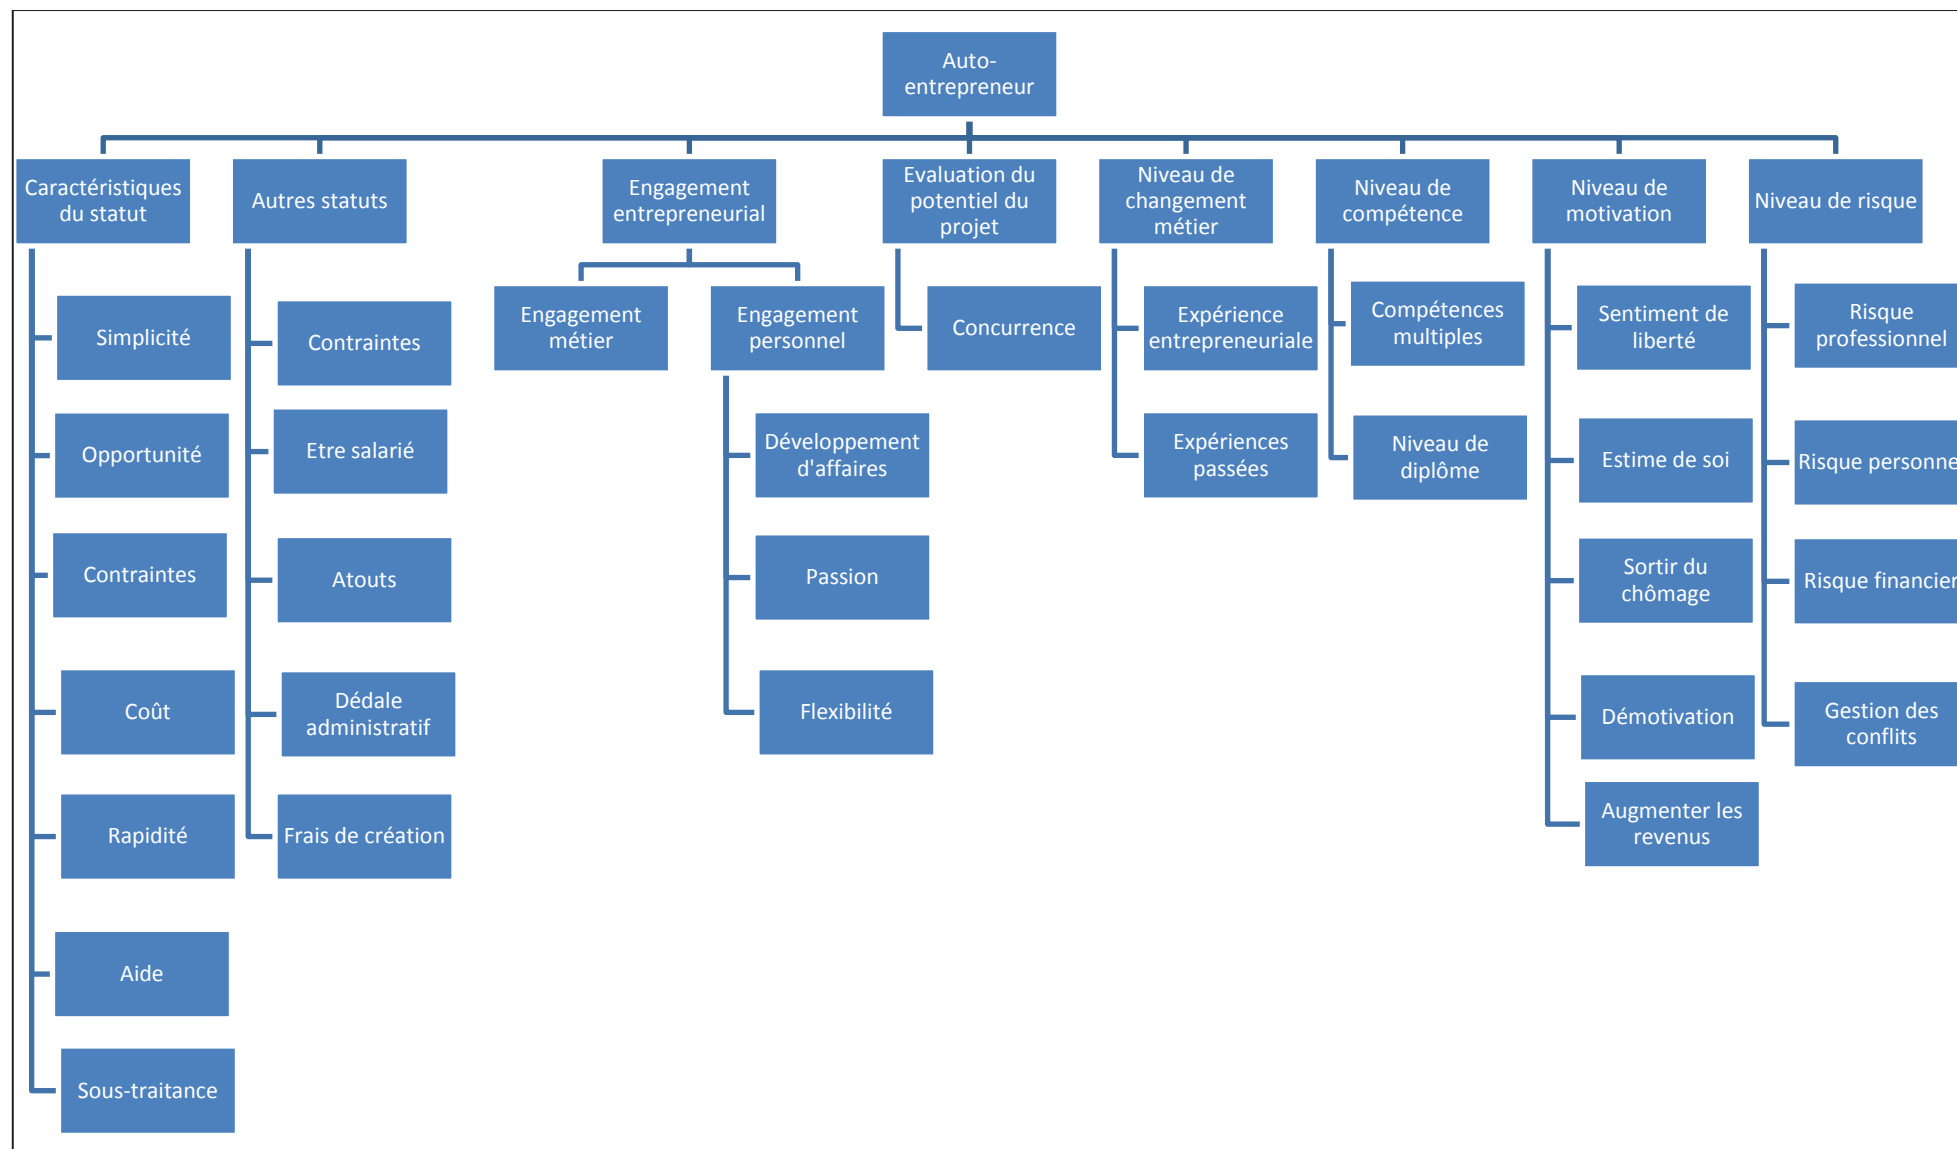 Auto-
entrepreneur
Caractéristiques
du statut
Simplicité
Opportunité
Contraintes
Coût
Rapidité
Aide
Sous-traitance
Autres statuts
Contraintes
Etre salarié
Atouts
Dédale
administratif
Frais de création
Engagement
entrepreneurial
Engagement
métier
Engagement
personnel
Développement
d'affaires
Passion
Flexibilité
Evaluation du
potentiel du
projet
Concurrence
Niveau de
changement
métier
Expérience
entrepreneuriale
Expériences
passées
Niveau de
compétence
Compétences
multiples
Niveau de
diplôme
Niveau de
motivation
Sentiment de
liberté
Estime de soi
Sortir du
chômage
Démotivation
Augmenter les
revenus
Niveau de risque
Risque
professionnel
Risque personne
Risque financier
Gestion des
conflits